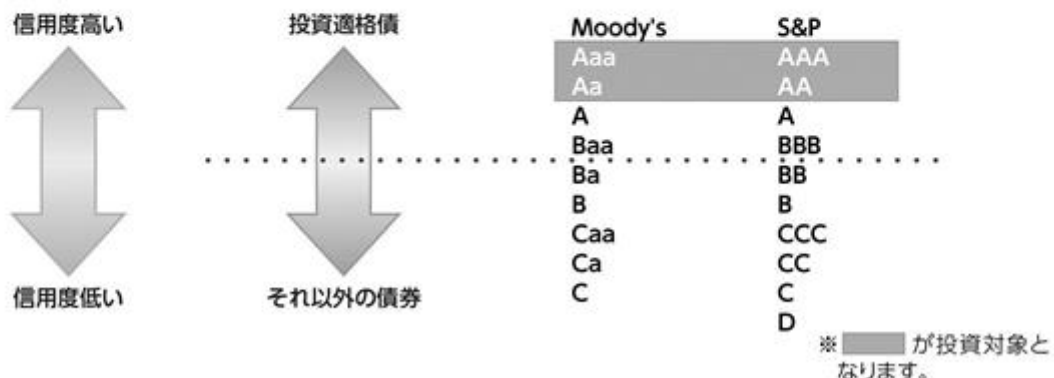 信用度高い 投資適格債 Moody's S&P
Aaa AAA
Aa AA
A A
Baa BBB
Ba BB
B B
Caa CCC
Ca CC
信用度低い それ以外の債券 C C
D
※ が投資対象と
なります。